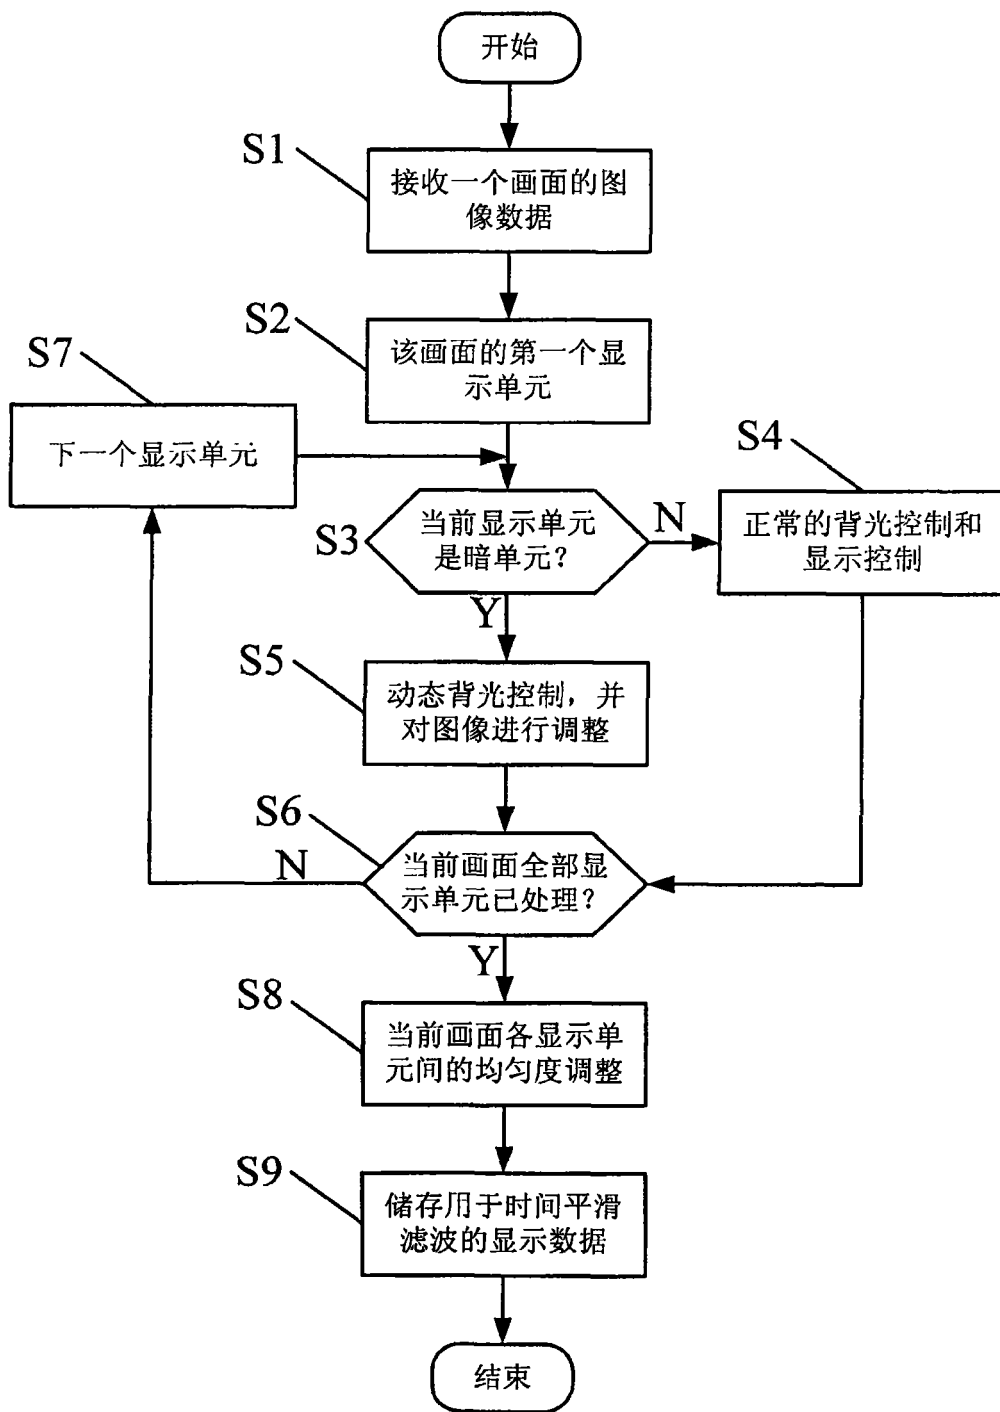 开始
S1
接收一个画面的图
像数据
S2
该画面的第一个显
示单元
S7
下一个显示单元
S3
当前显示单元
是暗单元？
N
S4
正常的背光控制和
显示控制
Y
S5
动态背光控制，并
对图像进行调整
S6
当前画面全部显
示单元已处理？
N
Y
S8
当前画面各显示单
元间的均匀度调整
S9
储存用于时间平滑
滤波的显示数据
结束